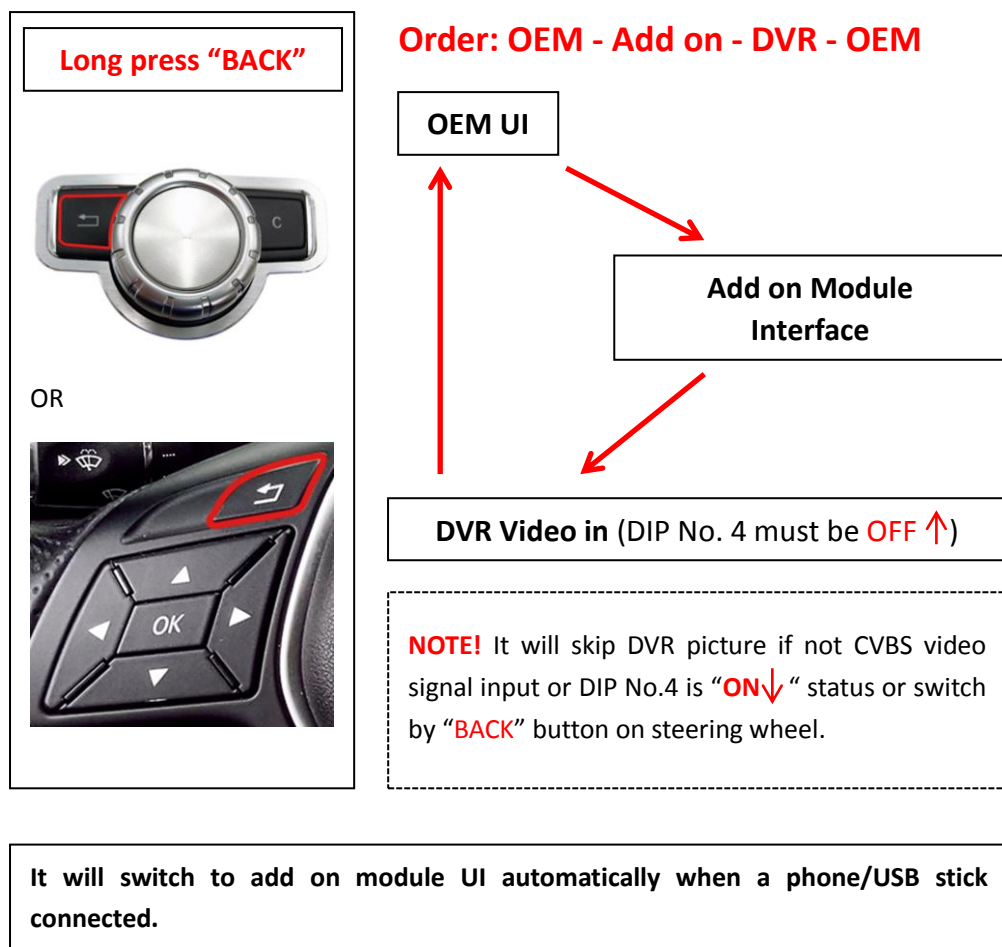 Long press “BACK”
C
OR
OK
Order: OEM - Add on - DVR - OEM
OEM UI
Add on Module
Interface
DVR Video in (DIP No. 4 must be OFF ↑)
NOTE! It will skip DVR picture if not CVBS video
signal input or DIP No.4 is “ON↓ “ status or switch
by “BACK” button on steering wheel.
It will switch to add on module UI automatically when a phone/USB stick
connected.